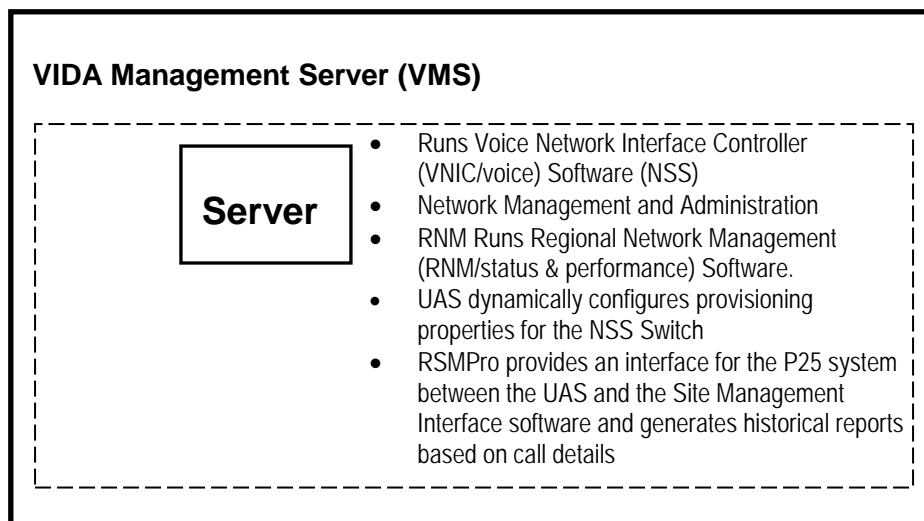 VIDA Management Server (VMS)
Server
• Runs Voice Network Interface Controller
(VNIC/voice) Software (NSS)
• Network Management and Administration
• RNM Runs Regional Network Management
(RNM/status & performance) Software.
• UAS dynamically configures provisioning
properties for the NSS Switch
• RSMPro provides an interface for the P25 system
between the UAS and the Site Management
Interface software and generates historical reports
based on call details